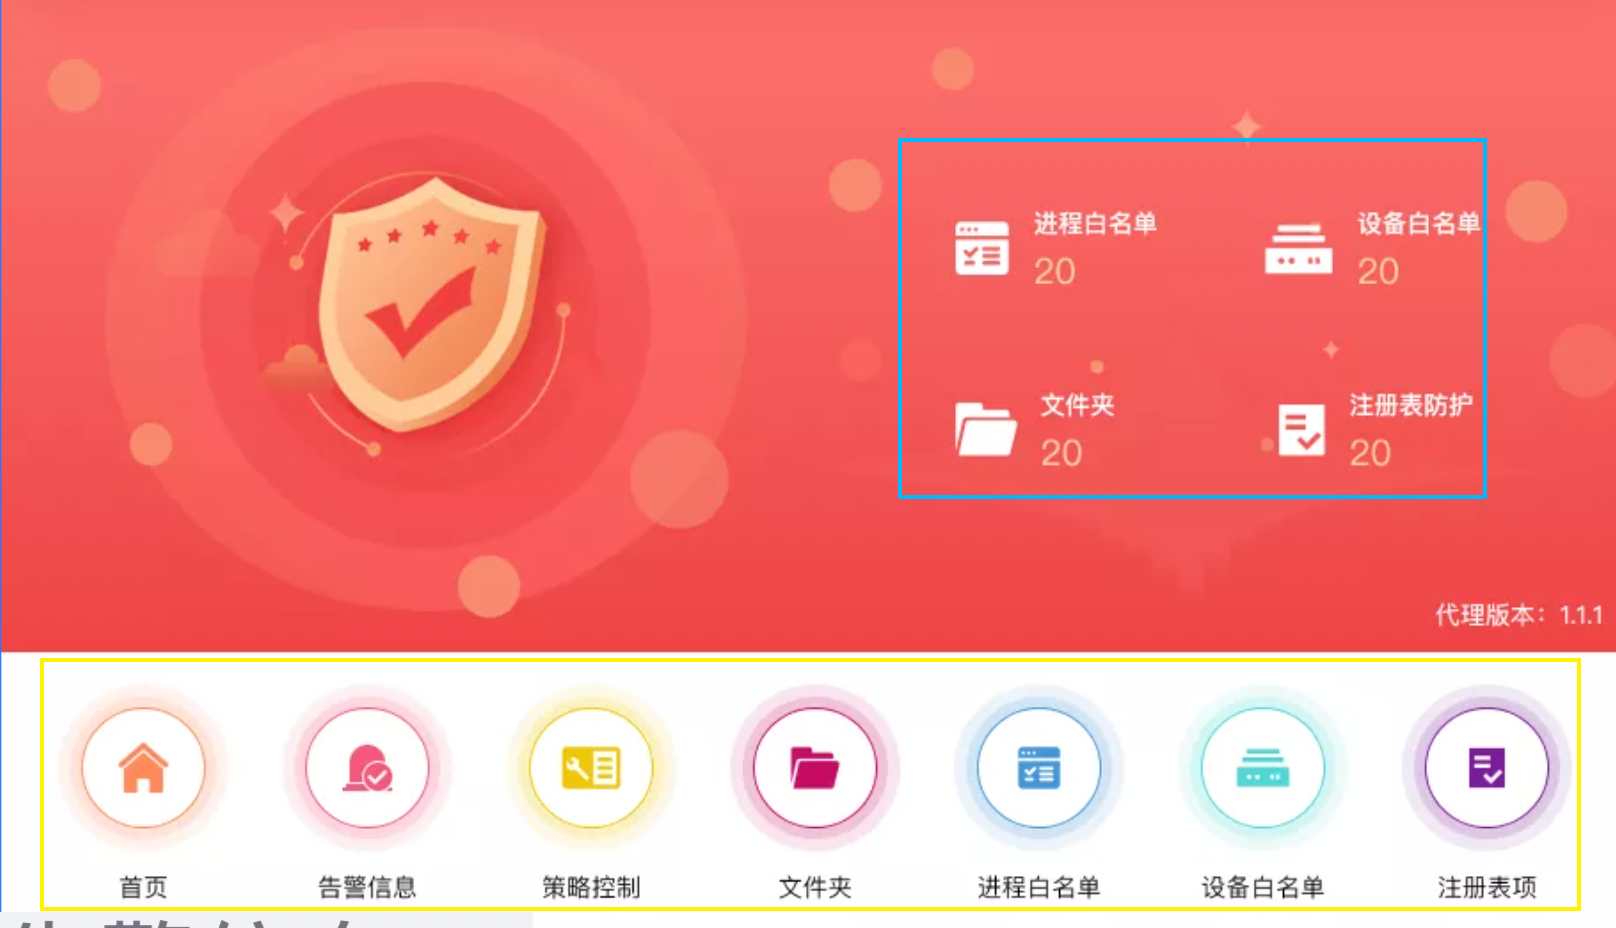 进程白名单
20
设备白名单
20
文件夹
20
注册表防护
20
代理版本：1.1.1
首页
告警信息
策略控制
文件夹
进程白名单
设备白名单
注册表项